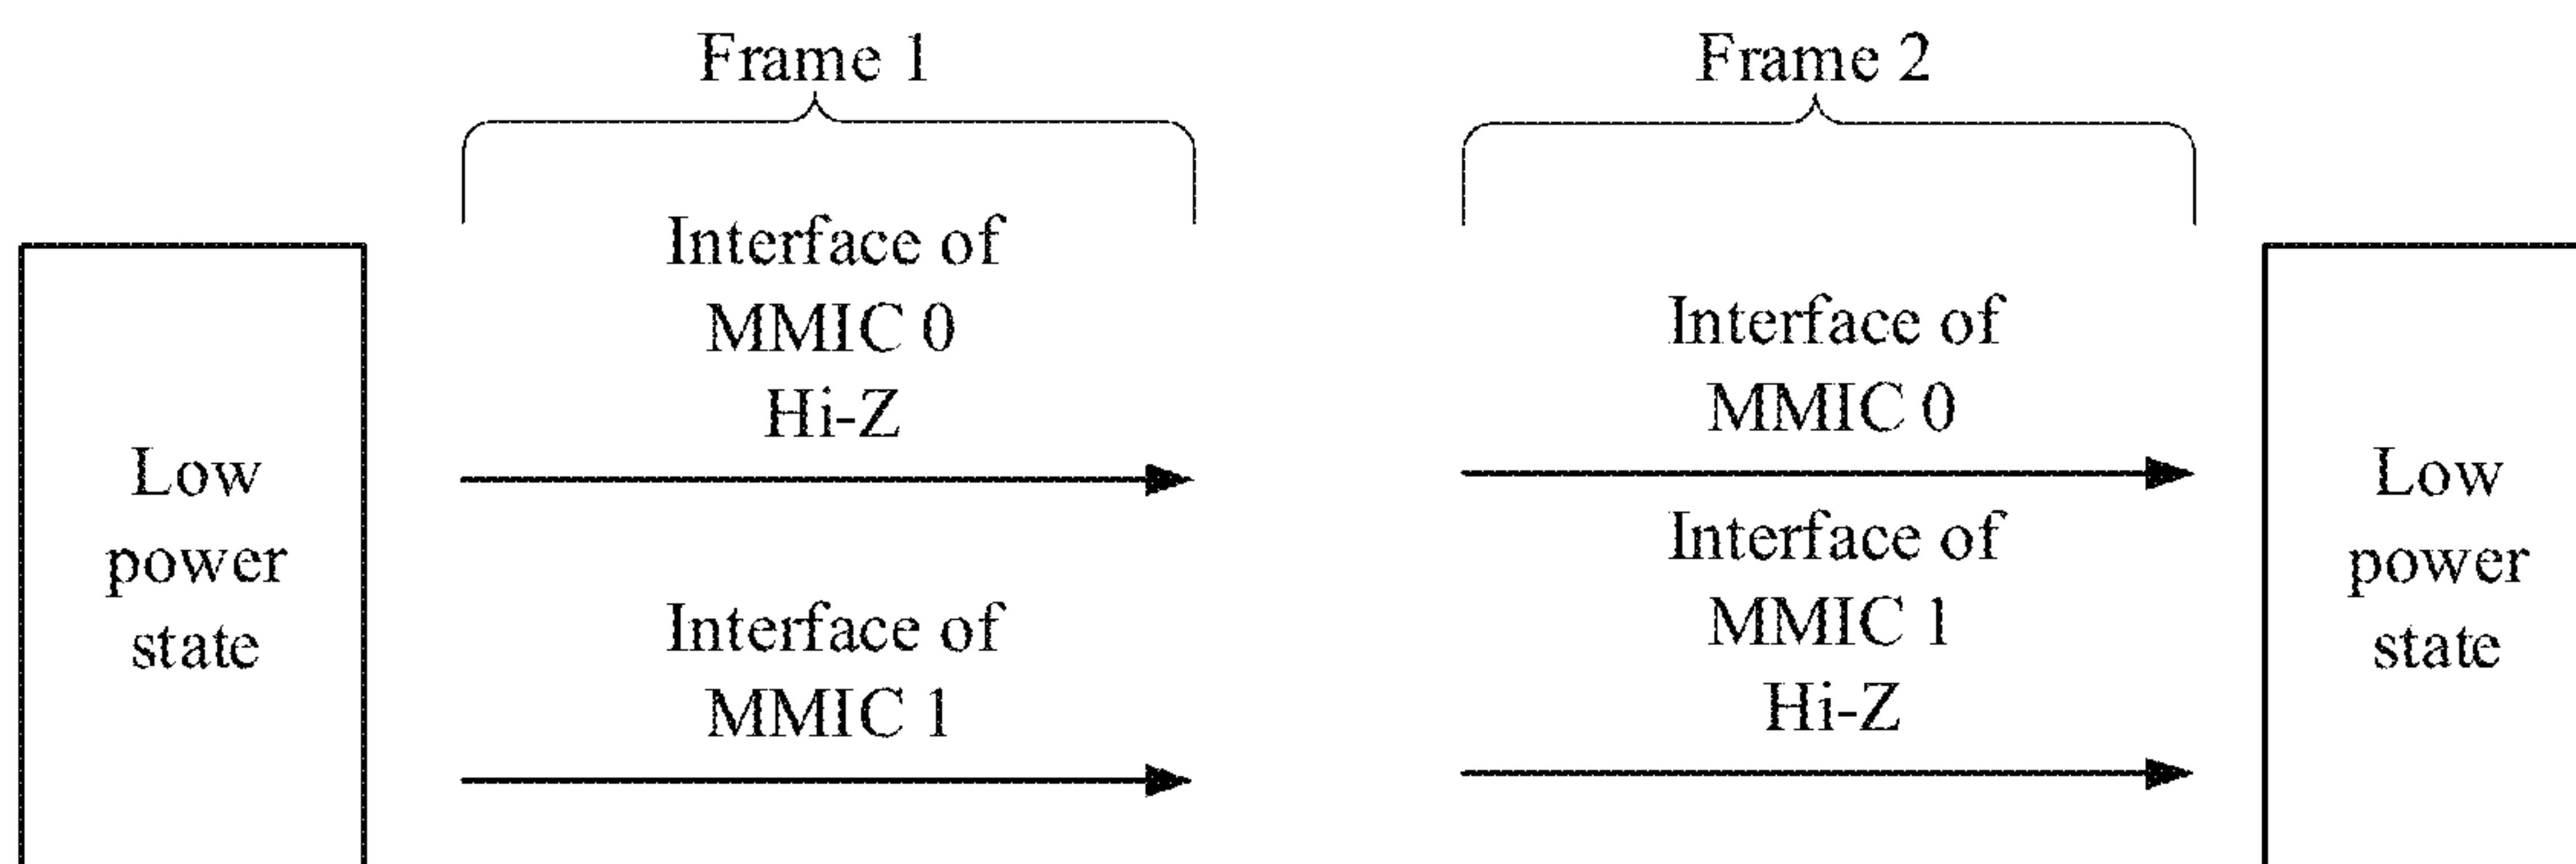 Frame 1
Frame 2
Low
power
state
Interface of
MMIC 0
Hi-Z
Interface of
MMIC 1
Interface of
MMIC 0
Interface of
MMIC 1
Hi-Z
Low
power
state